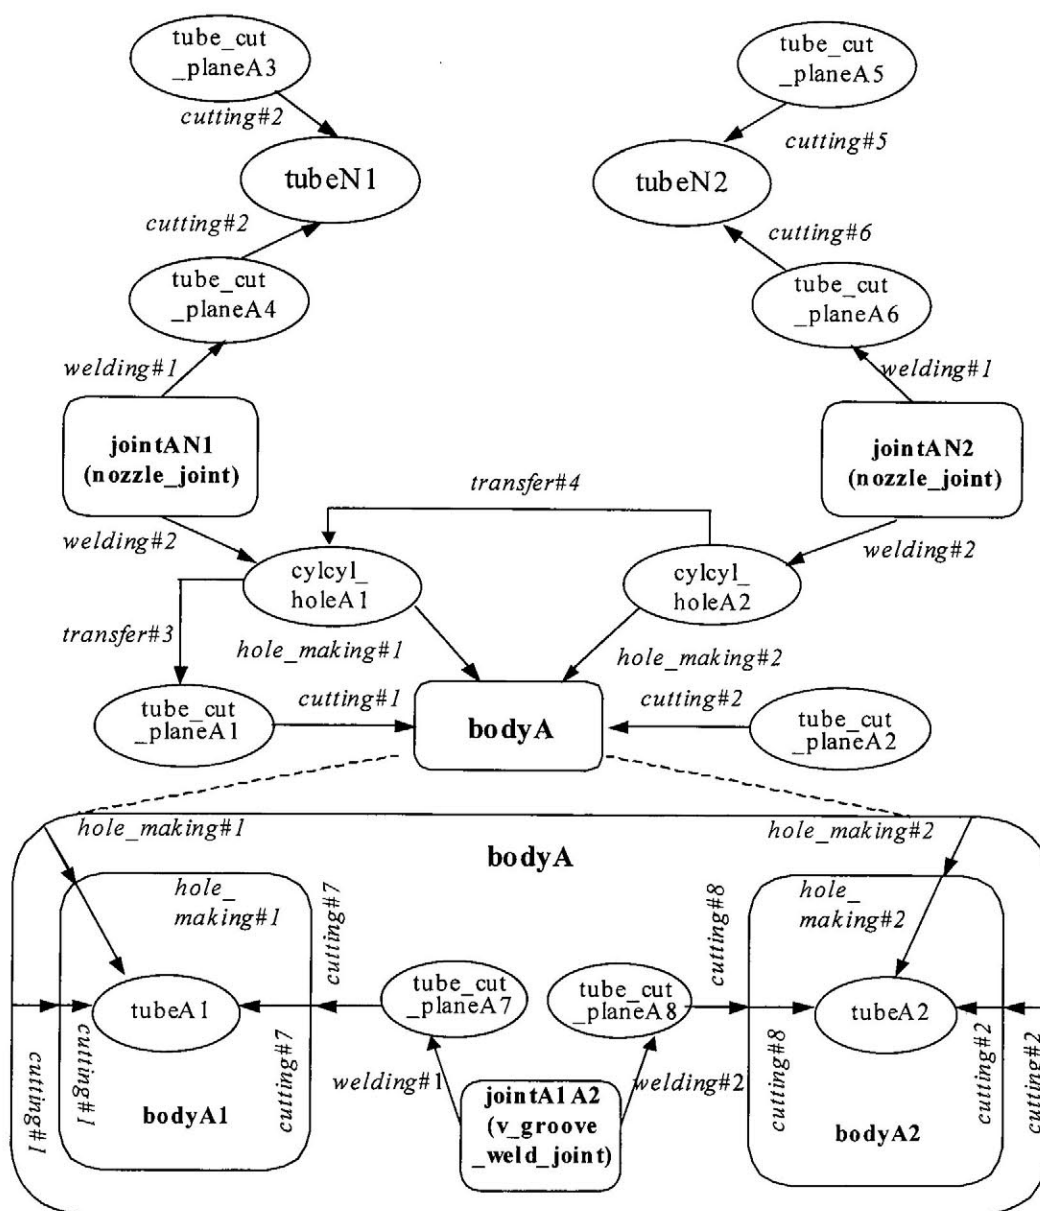 tube_cut
_planeA3
tube_cut
_planeA5
cutting#2
cutting#5
tubeN1
tubeN2
cutting#2
cutting#6
tube_cut
_planeA4
tube_cut
_planeA6
welding#1
welding#1
jointAN1
(nozzle_joint)
jointAN2
(nozzle_joint)
transfer#4
welding#2
welding#2
cylcyl_
holeA1
cylcyl_
holeA2
transfer#3
hole_making#1
hole_making#2
tube_cut
_planeA1
cutting#1
bodyA
cutting#2
tube_cut
_planeA2
hole_making#1
hole_making#2
bodyA
hole_
making#1
cutting#7
cutting#8
hole_
making#2
tubeA1
tube_cut
_planeA7
tube_cut
_planeA8
tubeA2
cutting#1
cutting#1
cutting#7
cutting#8
cutting#2
cutting#2
welding#1
welding#2
bodyA1
jointA1A2
(v_groove
_weld_joint)
bodyA2